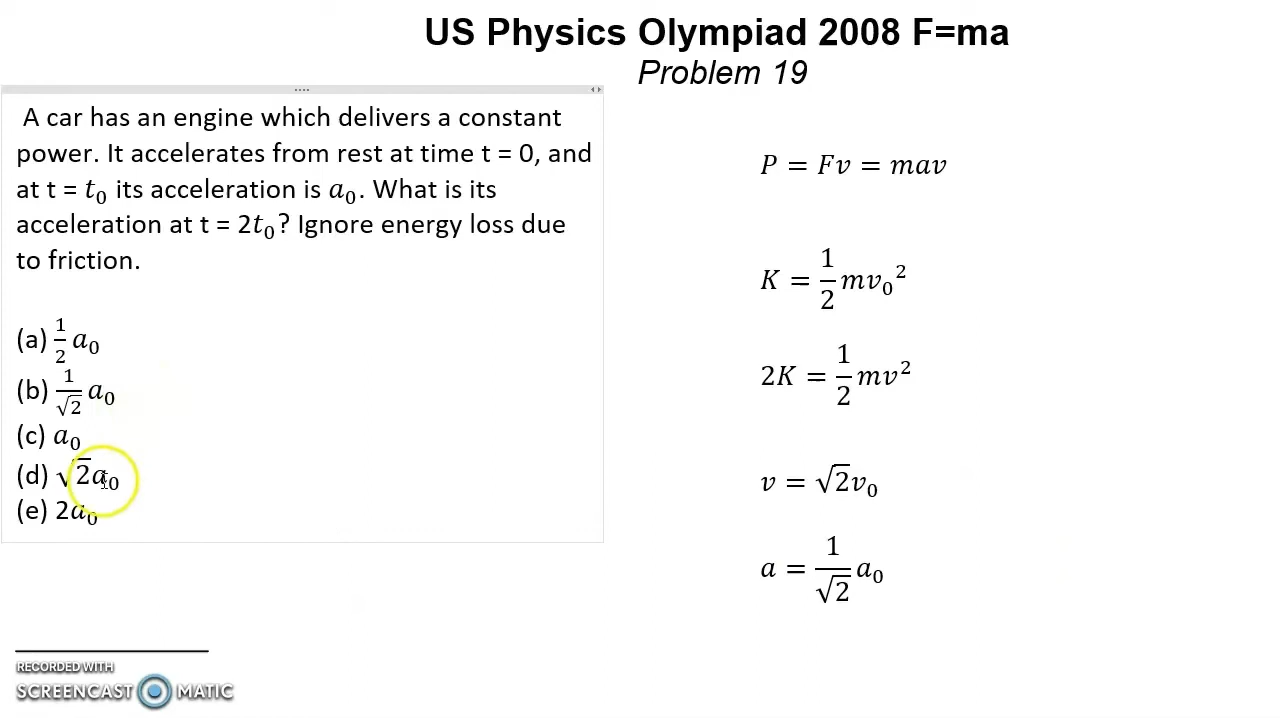 US Physics Olympiad 2008 F=ma
Problem 19
A car has an engine which delivers a constant
power. It accelerates from rest at time t = 0, and
at t = t₀ its acceleration is a₀. What is its
acceleration at t = 2t₀? Ignore energy loss due
to friction.
(a) 1/2 a₀
(b) 1/√2 a₀
(c) a₀
(d) √2a₀
(e) 2a₀
P = Fv = mav
K = 1/2 mv₀²
2K = 1/2 mv²
v = √2v₀
a = 1/√2 a₀
RECORDED WITH
SCREENCAST MATIC